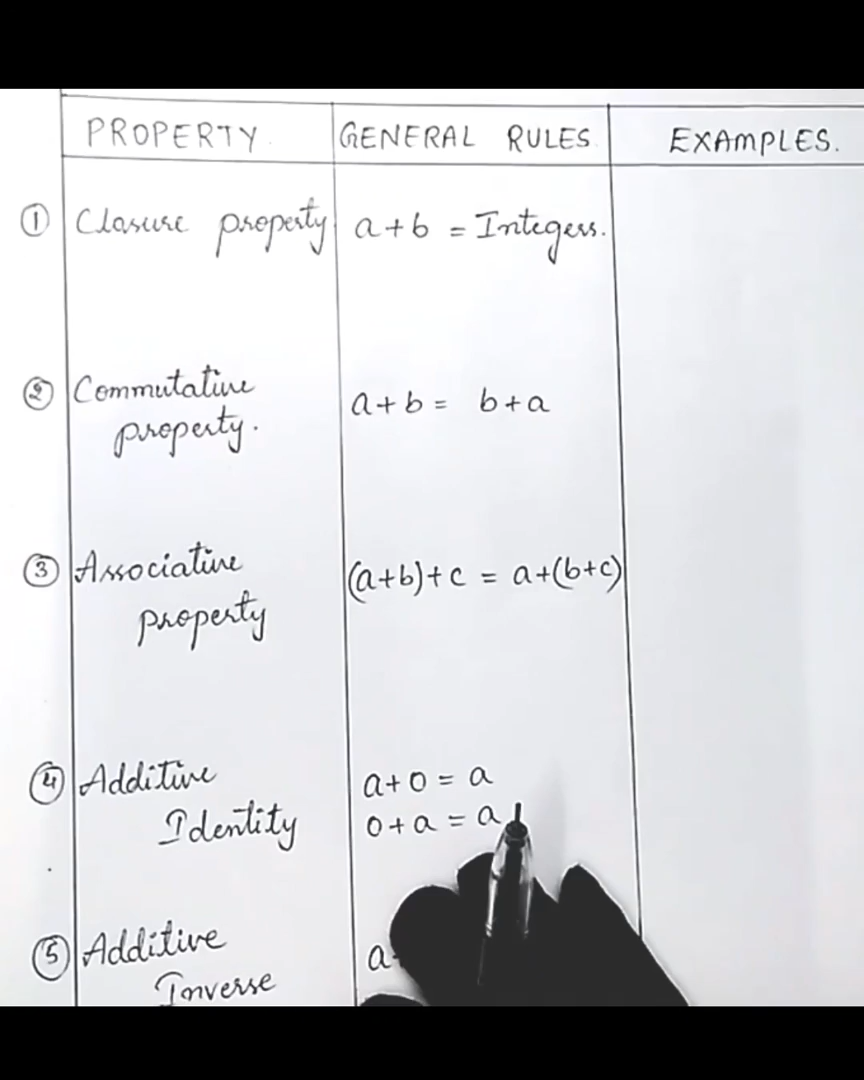 PROPERTY. GENERAL RULES. EXAMPLES.
① Closure property a+b = Integers.
② Commutative
property.
a+b = b+a
③ Associative
property
(a+b)+c = a+(b+c)
④ Additive
Identity
a+0 = a
0+a = a
⑤ Additive
Inverse
a